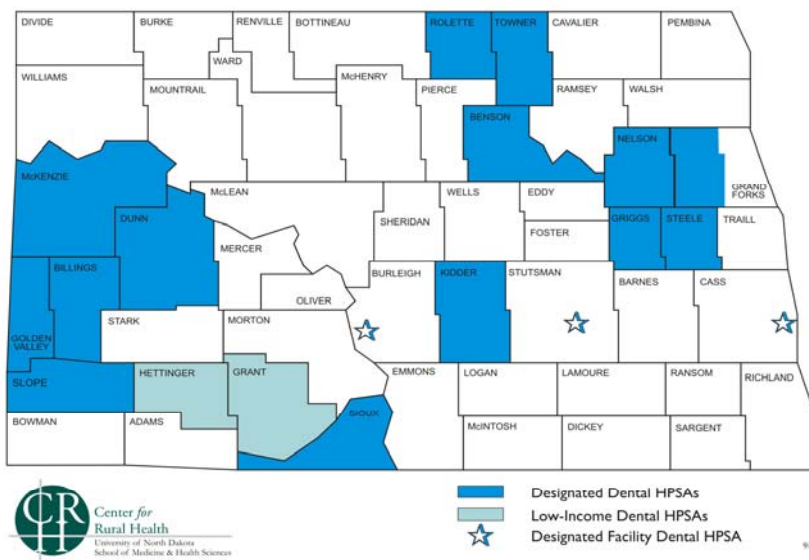 DIVIDE
BURKE
RENVILLE
BOTTINEAU
ROLETTE
TOWNER
CAVALIER
PEMBINA
WILLIAMS
MOUNTRAIL
WARD
McHENRY
PIERCE
RAMSEY
WALSH
BENSON
NELSON
GRAND
FORKS
McKENZIE
DUNN
McLEAN
SHERIDAN
WELLS
EDDY
FOSTER
GRIGGS
STEELE
TRAILL
MERCER
OLIVER
BILLINGS
GOLDEN
VALLEY
STARK
MORTON
BURLEIGH
KIDDER
STUTSMAN
BARNES
CASS
SLOPE
HETTINGER
GRANT
SIOUX
EMMONS
LOGAN
LAMOURE
RANSOM
RICHLAND
BOWMAN
ADAMS
McINTOSH
DICKEY
SARGENT
CRH
Center for
Rural Health
University of North Dakota
School of Medicine & Health Sciences
Designated Dental HPSAs
Low-Income Dental HPSAs
Designated Facility Dental HPSA